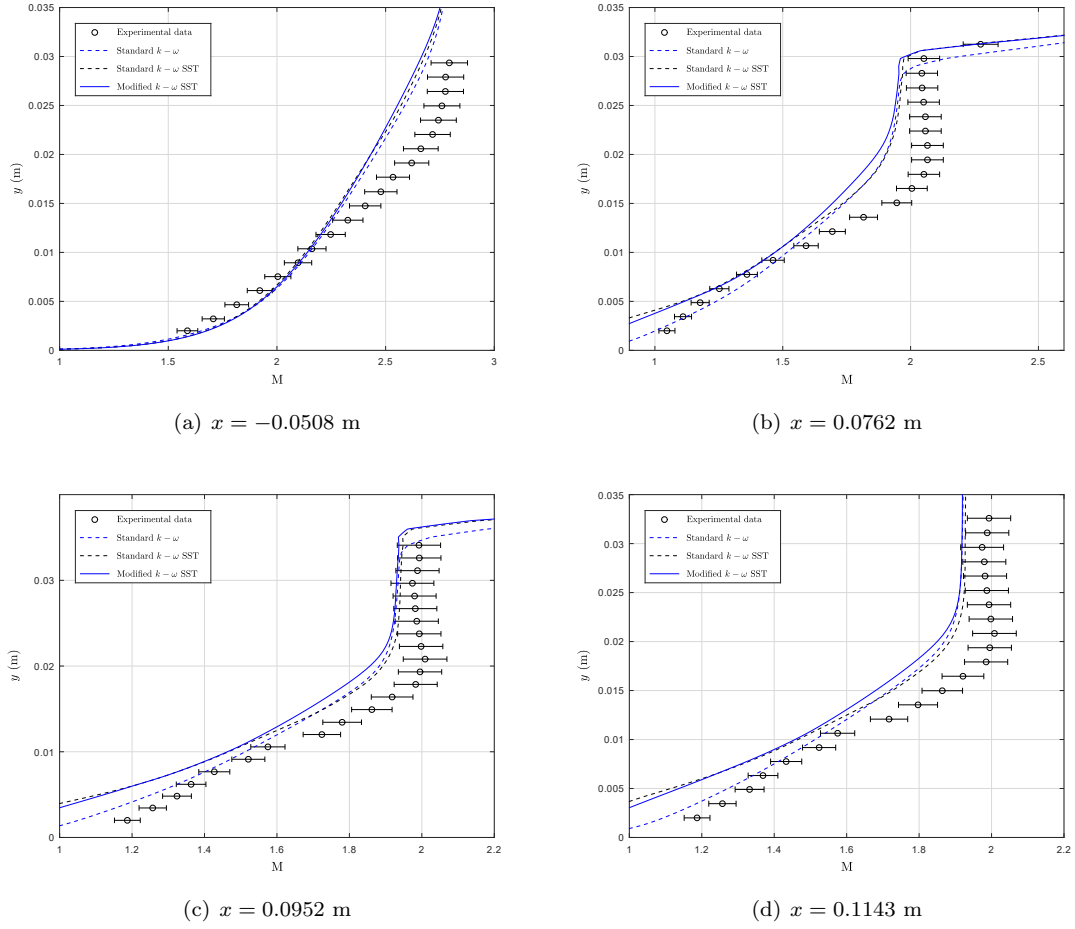 0.035
0.03
0.025
0.02
0.015
0.01
0.005
0
y (m)
Experimental data
Standard k − ω
Standard k − ω SST
Modified k − ω SST
1 1.5 2 2.5 3
M
(a) x = −0.0508 m
0.035
0.03
0.025
0.02
0.015
0.01
0.005
0
y (m)
Experimental data
Standard k − ω
Standard k − ω SST
Modified k − ω SST
1 1.5 2 2.5
M
(b) x = 0.0762 m
0.03
0.02
0.01
0
y (m)
Experimental data
Standard k − ω
Standard k − ω SST
Modified k − ω SST
1 1.2 1.4 1.6 1.8 2 2.2
M
(c) x = 0.0952 m
0.035
0.03
0.025
0.02
0.015
0.01
0.005
0
y (m)
Experimental data
Standard k − ω
Standard k − ω SST
Modified k − ω SST
1 1.2 1.4 1.6 1.8 2 2.2
M
(d) x = 0.1143 m